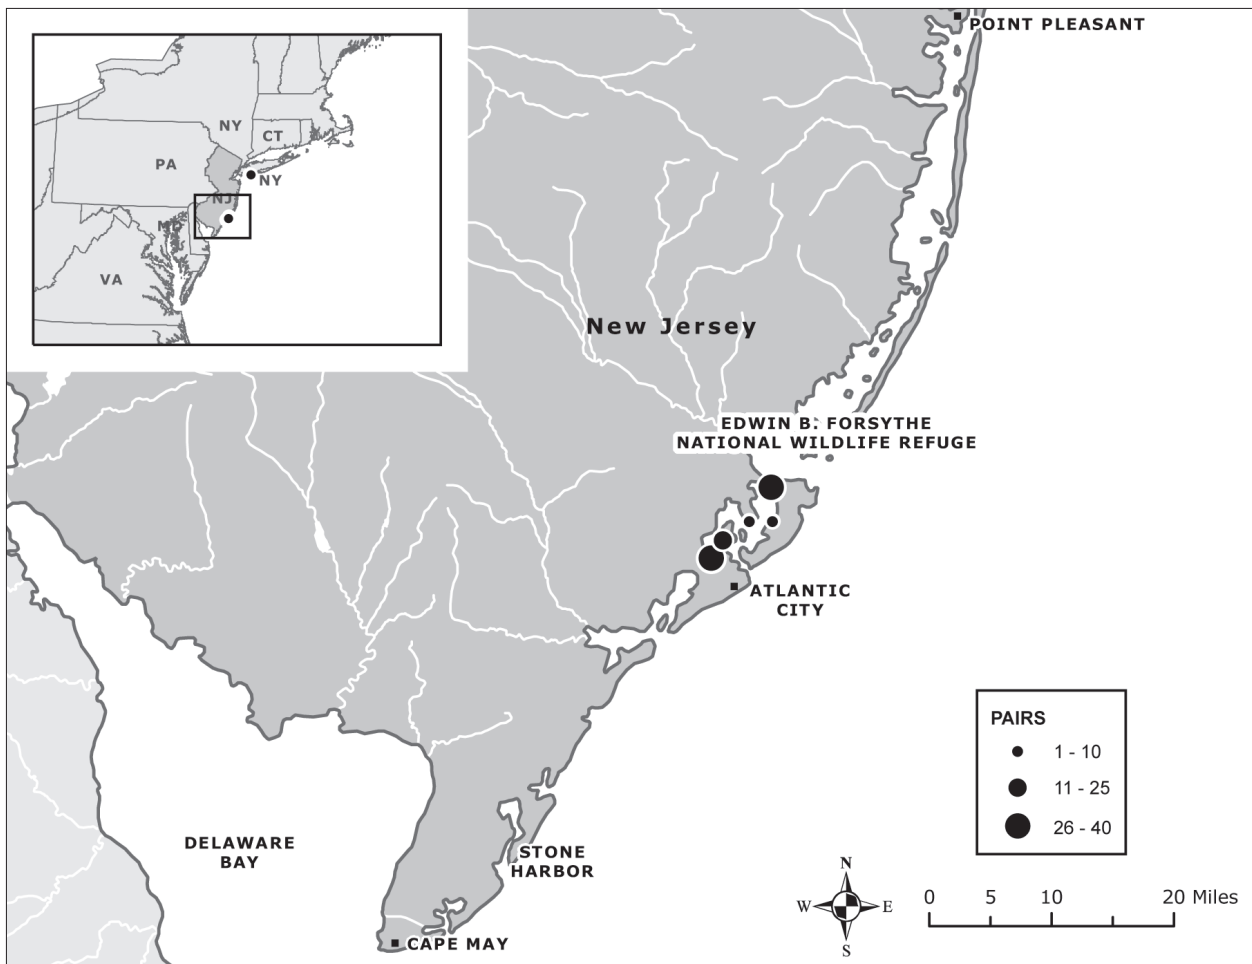 POINT PLEASANT
NY
CT
PA
NY
NJ
MD
VA
New Jersey
EDWIN B. FORSYTHE
NATIONAL WILDLIFE REFUGE
ATLANTIC
CITY
PAIRS
1 - 10
11 - 25
26 - 40
DELAWARE
BAY
STONE
HARBOR
N
W
E
S
0 5 10 20 Miles
CAPE MAY